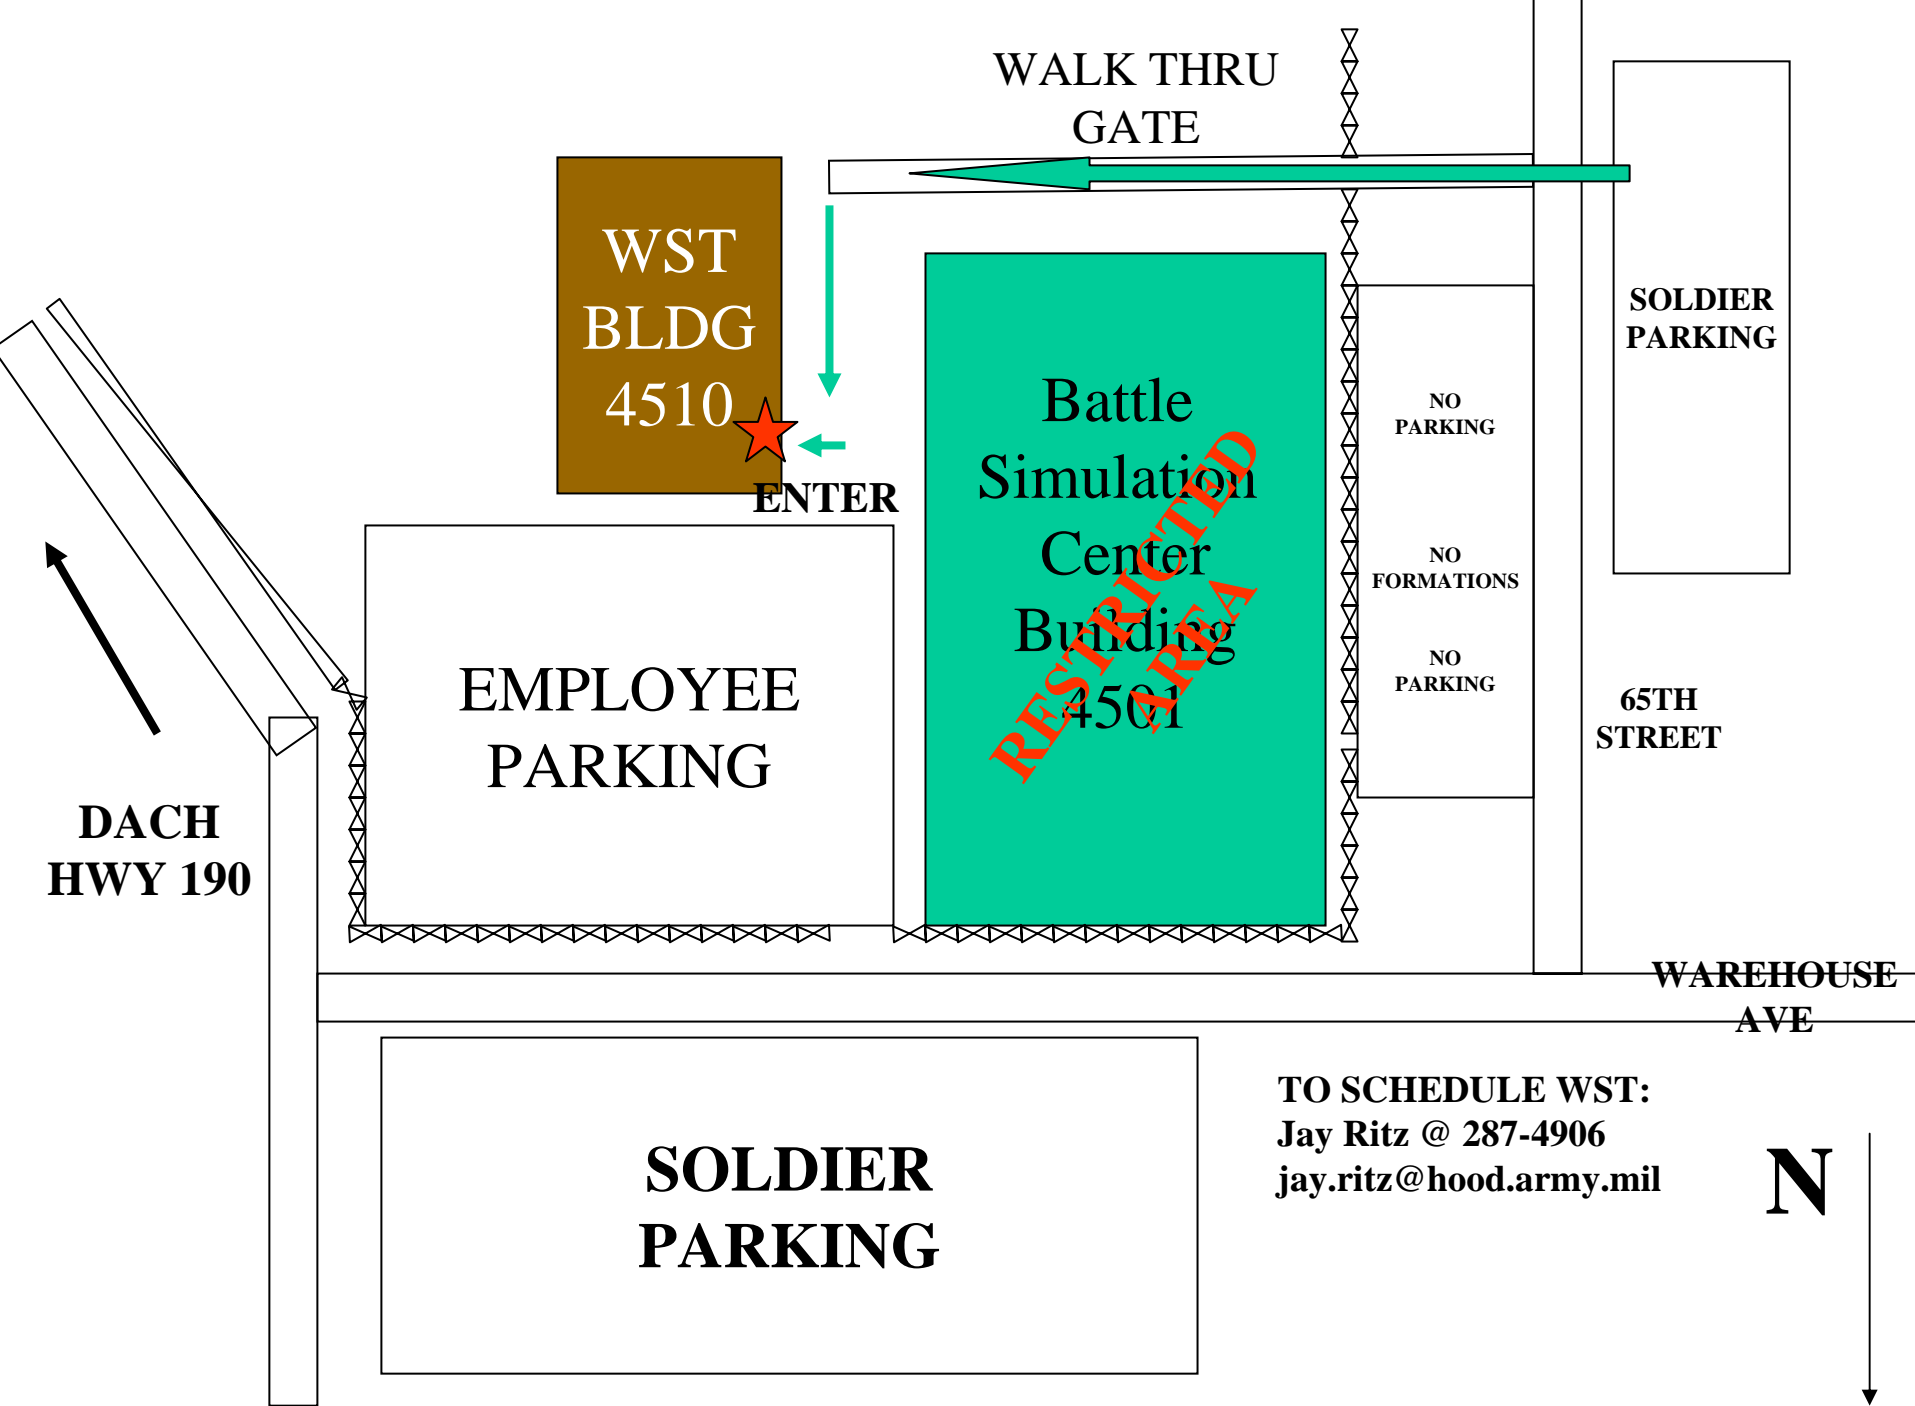 WALK THRU
GATE
WST
BLDG
4510
ENTER
SOLDIER
PARKING
Battle
Simulation
Center
Building
4501
RESTRICTED
AREA
NO
PARKING
NO
FORMATIONS
NO
PARKING
65TH
STREET
EMPLOYEE
PARKING
DACH
HWY 190
WAREHOUSE
AVE
SOLDIER
PARKING
TO SCHEDULE WST:
Jay Ritz @ 287-4906
jay.ritz@hood.army.mil
N